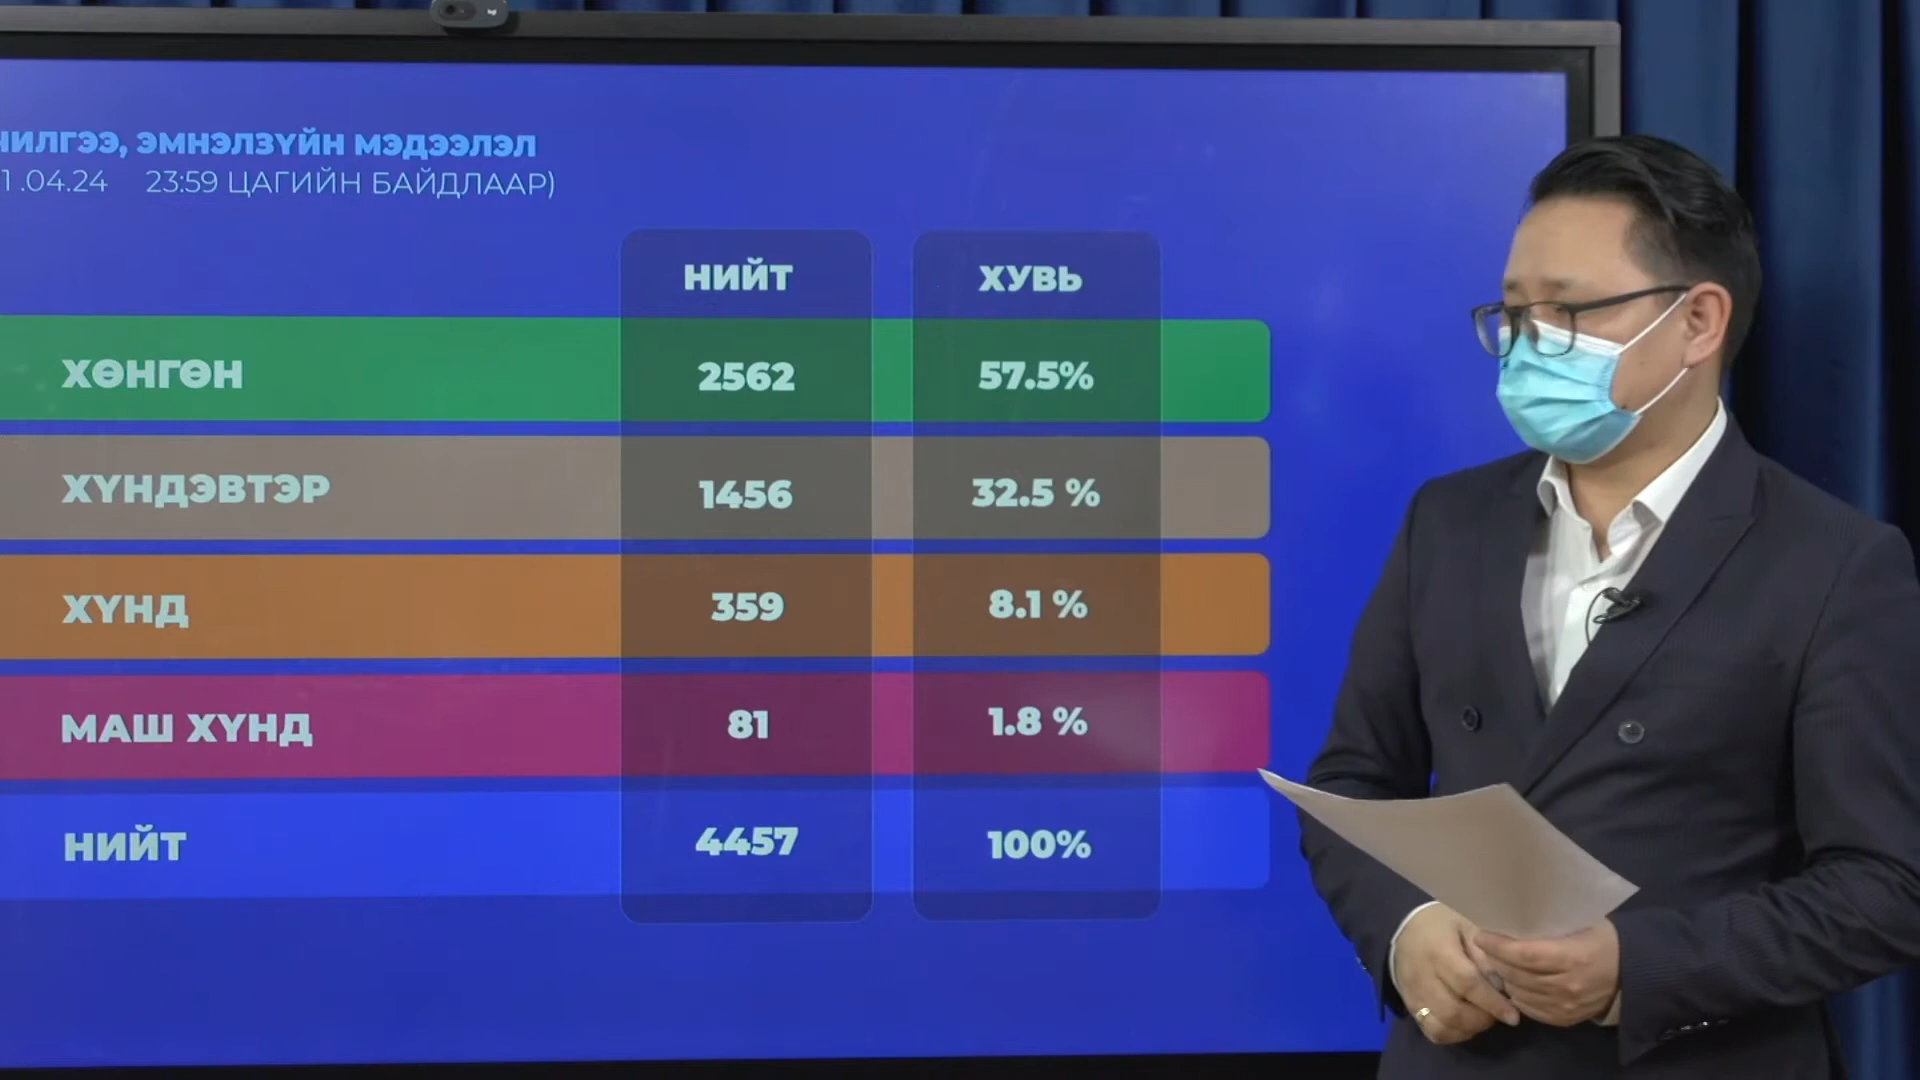 ЧИЛГЭЭ, ЭМНЭЛЗҮЙН МЭДЭЭЛЭЛ
1.04.24 23:59 ЦАГИЙН БАЙДЛААР)
НИЙТ ХУВЬ
ХӨНГӨН 2562 57.5%
ХҮНДЭВТЭР 1456 32.5 %
ХҮНД 359 8.1 %
МАШ ХҮНД 81 1.8 %
НИЙТ 4457 100%